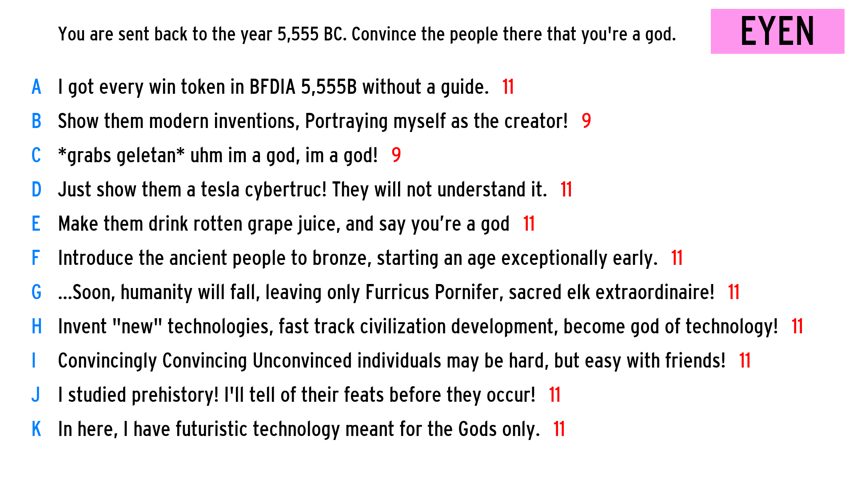 You are sent back to the year 5,555 BC. Convince the people there that you're a god.
EYEN
A I got every win token in BFDIA 5,555B without a guide. 11
B Show them modern inventions, Portraying myself as the creator! 9
C *grabs geletan* uhm im a god, im a god! 9
D Just show them a tesla cybertruc! They will not understand it. 11
E Make them drink rotten grape juice, and say you’re a god 11
F Introduce the ancient people to bronze, starting an age exceptionally early. 11
G ...Soon, humanity will fall, leaving only Furricus Pornifer, sacred elk extraordinaire! 11
H Invent "new" technologies, fast track civilization development, become god of technology! 11
I Convincingly Convincing Unconvinced individuals may be hard, but easy with friends! 11
J I studied prehistory! I'll tell of their feats before they occur! 11
K In here, I have futuristic technology meant for the Gods only. 11